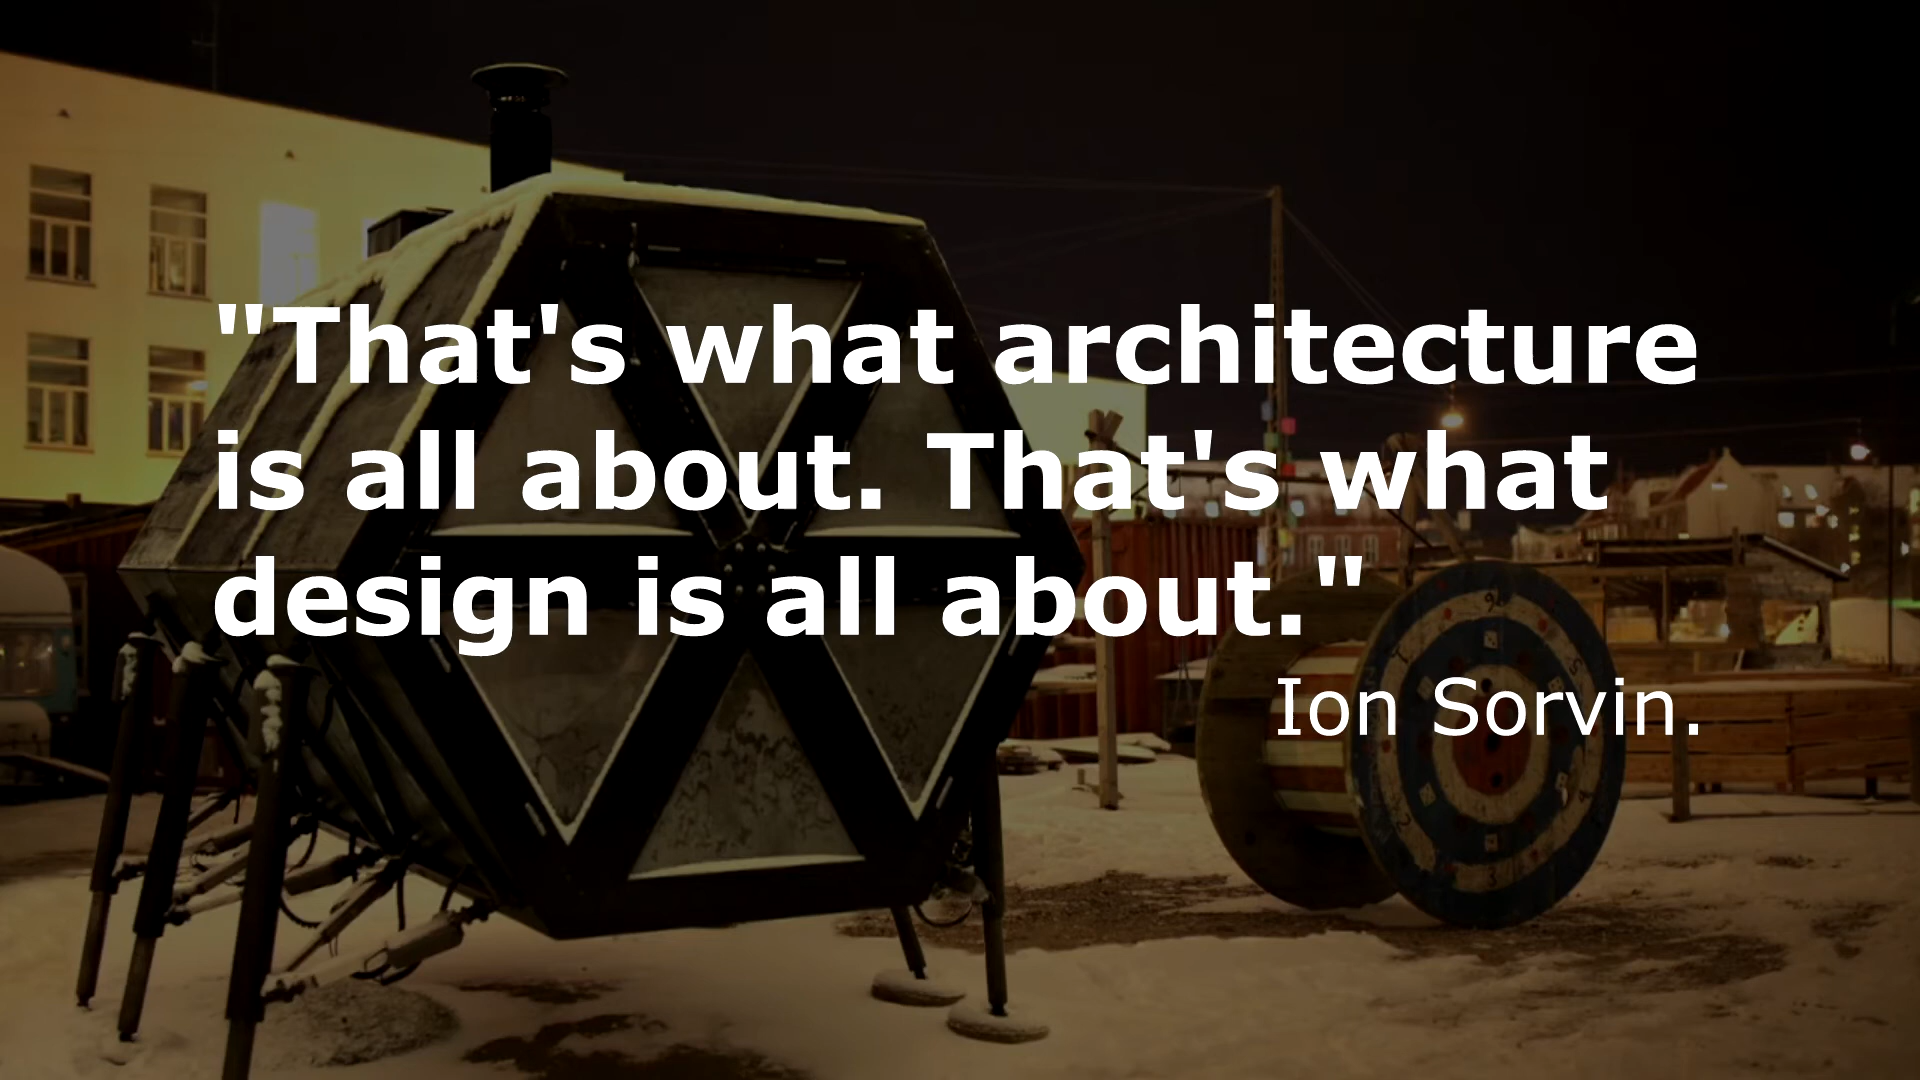 "That's what architecture
is all about. That's what
design is all about."
Ion Sorvin.